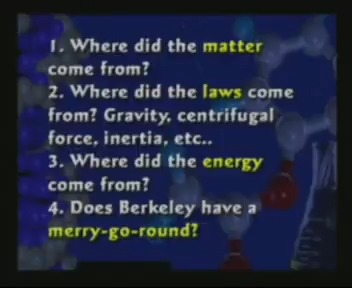 1. Where did the matter
come from?
2. Where did the laws come
from? Gravity, centrifugal
force, inertia, etc..
3. Where did the energy
come from?
4. Does Berkeley have a
merry-go-round?